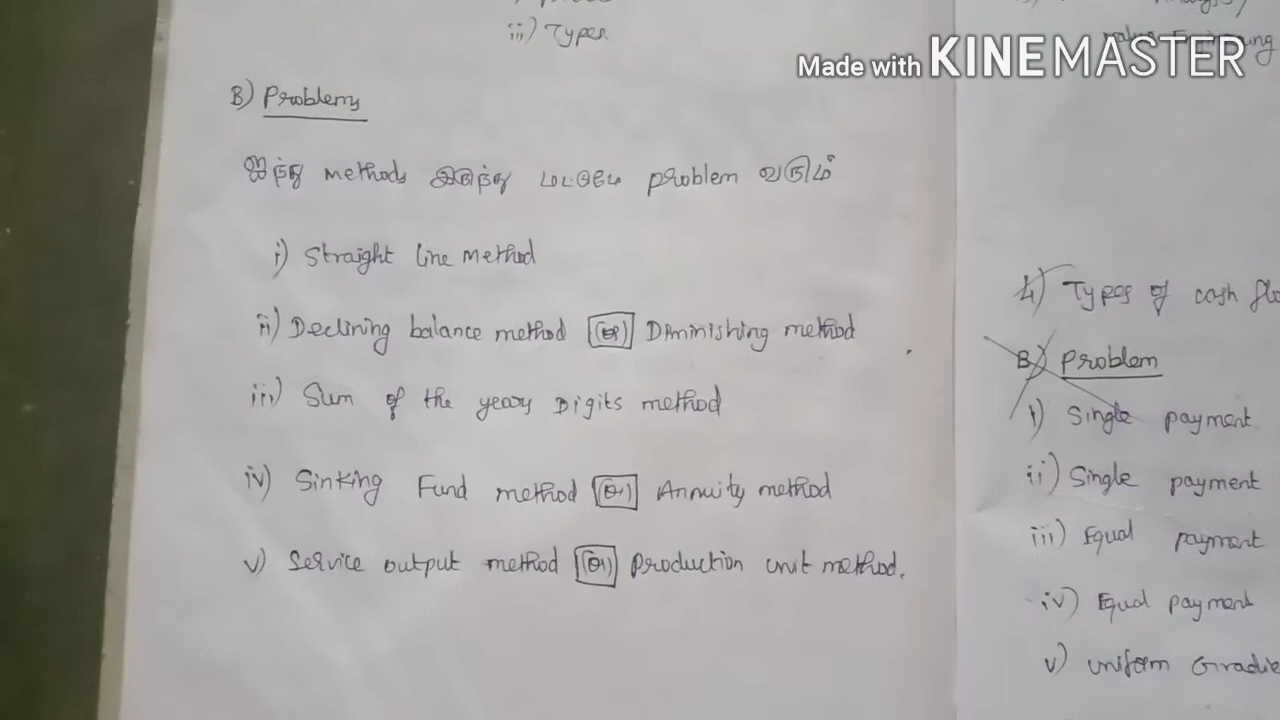 iii) Types
Made with KINEMASTER
B) Problems
ஐந்து methods இருந்து மட்டுமே problem வரும்
i) Straight line method
ii) Declining balance method (or) Diminishing method
iii) Sum of the years Digits method
iv) Sinking Fund method (or) Annuity method
v) Service output method (or) Production unit method.
4) Types of cash flo
B) Problem
i) Single payment
ii) Single payment
iii) Equal payment
iv) Equal payment
v) uniform Gradie